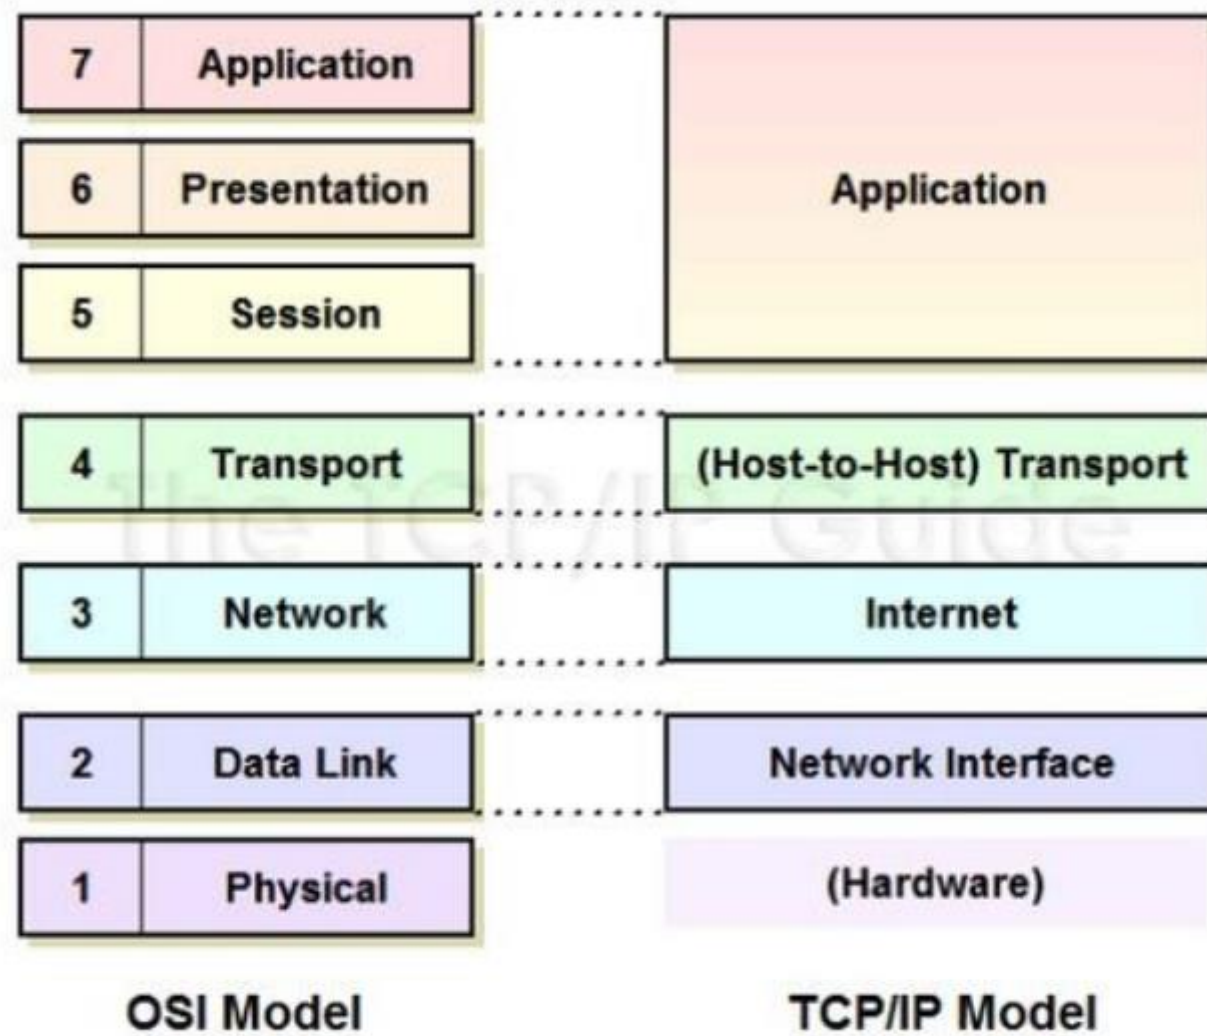 7 Application
6 Presentation
5 Session
Application
4 Transport
(Host-to-Host) Transport
3 Network
Internet
2 Data Link
Network Interface
1 Physical
(Hardware)
The TCP/IP Guide
OSI Model
TCP/IP Model